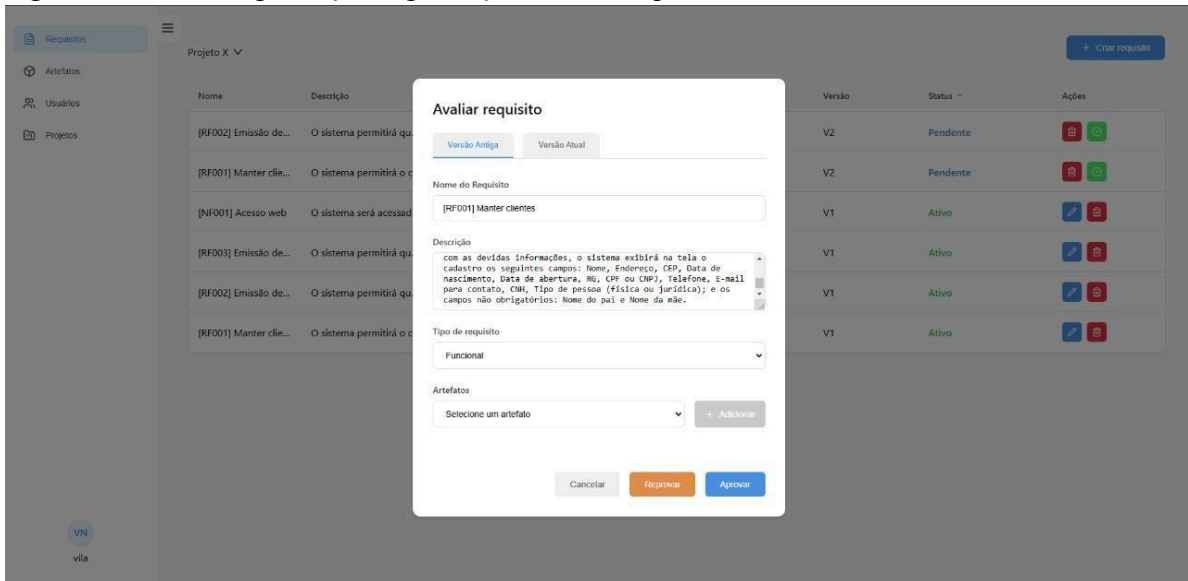 Requisitos
Artefatos
Usuários
Projetos
Projeto X
+ Criar requisito
Nome Descrição Versão Status Ações
[RF002] Emissão de... O sistema permitirá qu V2 Pendente
[RF001] Manter clie... O sistema permitirá o c V2 Pendente
[NF001] Acesso web O sistema será acessad V1 Ativo
[RF003] Emissão de... O sistema permitirá qu V1 Ativo
[RF002] Emissão de... O sistema permitirá qu V1 Ativo
[RF001] Manter clie... O sistema permitirá o c V1 Ativo
Avaliar requisito
Versão Antiga Versão Atual
Nome do Requisito
[RF001] Manter clientes
Descrição
com as devidas informações, o sistema exibirá na tela o
cadastro os seguintes campos: Nome, Endereço, CEP, Data de
nascimento, Data de abertura, RG, CPF ou CNPJ, Telefone, E-mail
para contato, CNH, Tipo de pessoa (física ou jurídica); e os
campos não obrigatórios: Nome do pai e Nome da mãe.
Tipo de requisito
Funcional
Artefatos
Selecione um artefato + Adicionar
Cancelar Reprovar Aprovar
VN
vila